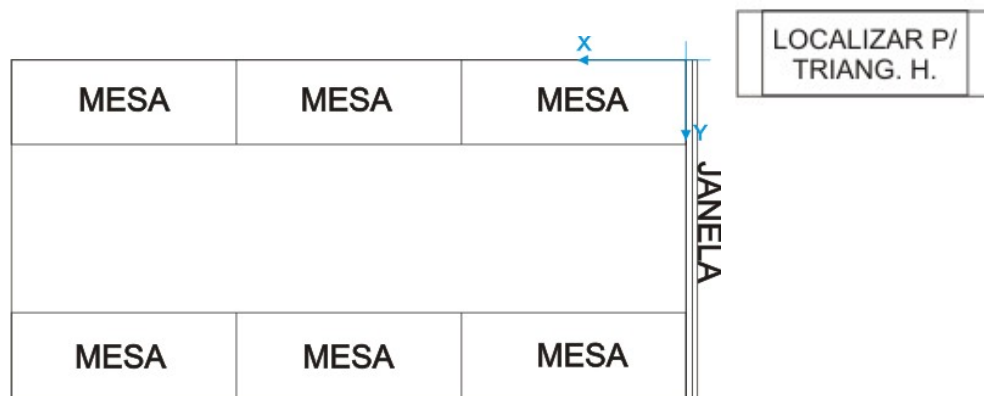 X
LOCALIZAR P/
TRIANG. H.
MESA
MESA
MESA
Y
JANELA
MESA
MESA
MESA